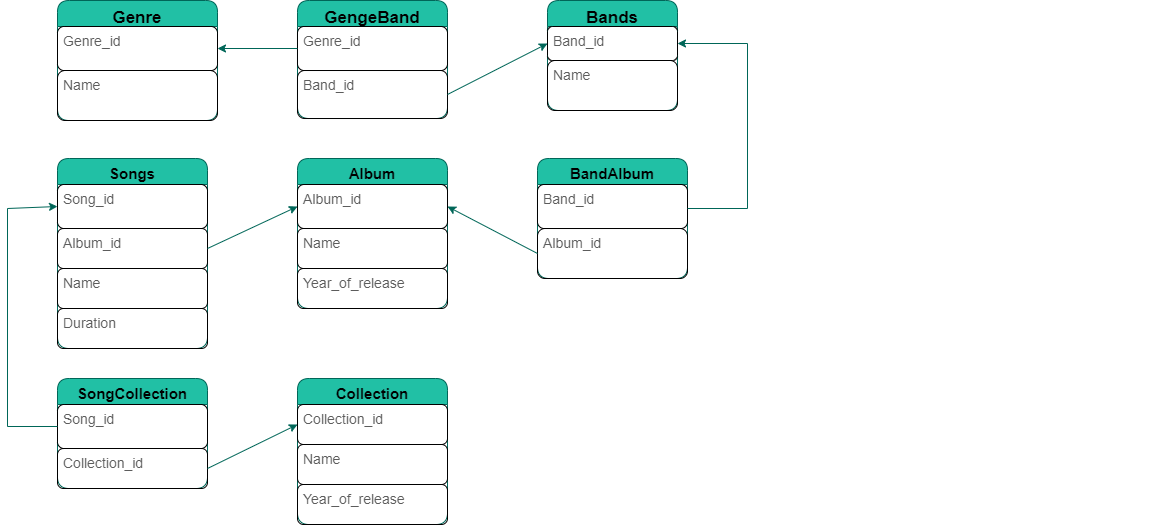 Genre
Genre_id
Name
GengeBand
Genre_id
Band_id
Bands
Band_id
Name
Songs
Song_id
Album_id
Name
Duration
Album
Album_id
Name
Year_of_release
BandAlbum
Band_id
Album_id
SongCollection
Song_id
Collection_id
Collection
Collection_id
Name
Year_of_release